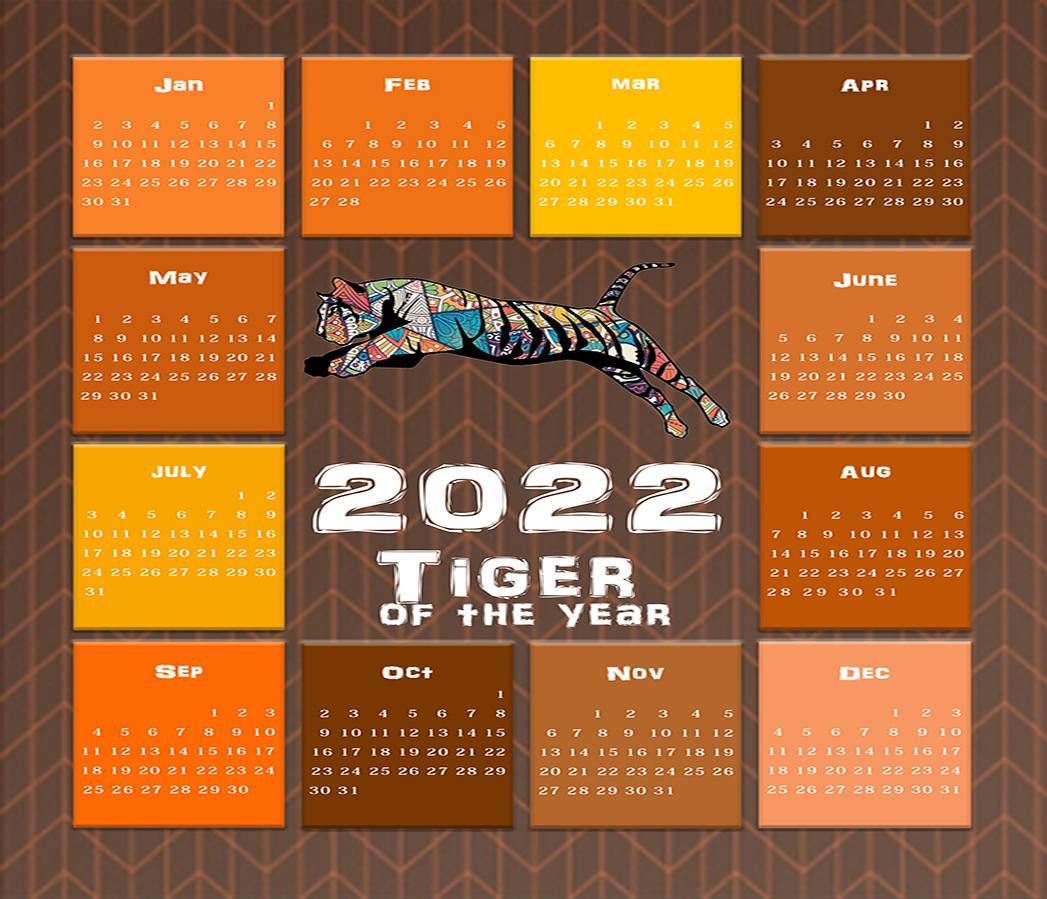 Jan
1
2 3 4 5 6 7 8
9 10 11 12 13 14 15
16 17 18 19 20 21 22
23 24 25 26 27 28 29
30 31
FEB
1 2 3 4 5
6 7 8 9 10 11 12
13 14 15 16 17 18 19
20 21 22 23 24 25 26
27 28
maR
1 2 3 4 5
6 7 8 9 10 11 12
13 14 15 16 17 18 19
20 21 22 23 24 25 26
27 28 29 30 31
APR
1 2
3 4 5 6 7 8 9
10 11 12 13 14 15 16
17 18 19 20 21 22 23
24 25 26 27 28 29 30
May
1 2 3 4 5 6 7
8 9 10 11 12 13 14
15 16 17 18 19 20 21
22 23 24 25 26 27 28
29 30 31
JUNE
1 2 3 4
5 6 7 8 9 10 11
12 13 14 15 16 17 18
19 20 21 22 23 24 25
26 27 28 29 30
JULY
1 2
3 4 5 6 7 8 9
10 11 12 13 14 15 16
17 18 19 20 21 22 23
24 25 26 27 28 29 30
31
2022
TiGER
OF tHE YEaR
AUG
1 2 3 4 5 6
7 8 9 10 11 12 13
14 15 16 17 18 19 20
21 22 23 24 25 26 27
28 29 30 31
SEP
1 2 3
4 5 6 7 8 9 10
11 12 13 14 15 16 17
18 19 20 21 22 23 24
25 26 27 28 29 30
Oct
1
2 3 4 5 6 7 8
9 10 11 12 13 14 15
16 17 18 19 20 21 22
23 24 25 26 27 28 29
30 31
NOV
1 2 3 4 5
6 7 8 9 10 11 12
13 14 15 16 17 18 19
20 21 22 23 24 25 26
27 28 29 30 31
DEC
1 2 3
4 5 6 7 8 9 10
11 12 13 14 15 16 17
18 19 20 21 22 23 24
25 26 27 28 29 30 31